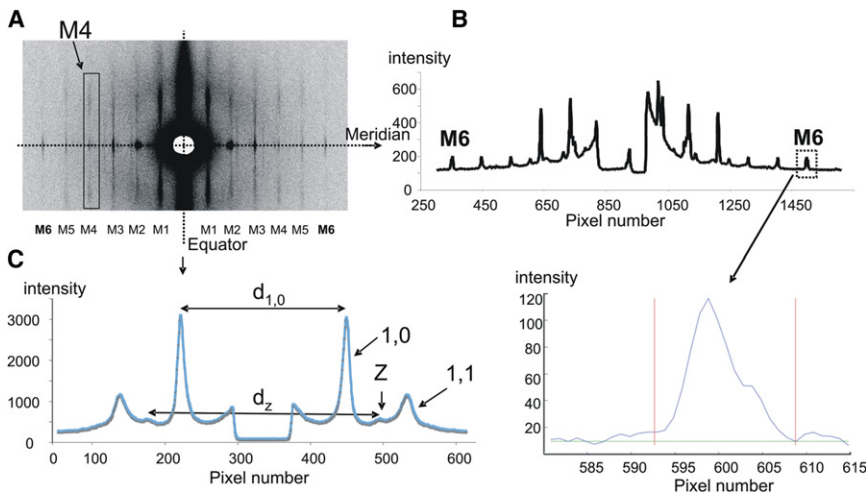 A
M4
Meridian
M6 M5 M4 M3 M2 M1 M1 M2 M3 M4 M5 M6
Equator
B
intensity
600
400
200
0
M6
M6
250 450 650 850 1050 1250 1450
Pixel number
C
intensity
3000
2000
1000
0
d1,0
1,0
Z
1,1
dz
0 100 200 300 400 500 600
Pixel number
intensity
120
100
80
60
40
20
585 590 595 600 605 610 615
Pixel number